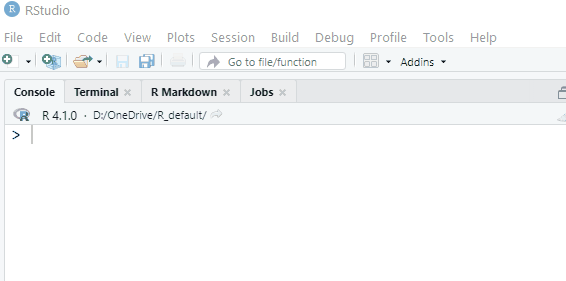 R RStudio
File Edit Code View Plots Session Build Debug Profile Tools Help
Go to file/function Addins
Console Terminal R Markdown Jobs
R R 4.1.0 · D:/OneDrive/R_default/
>